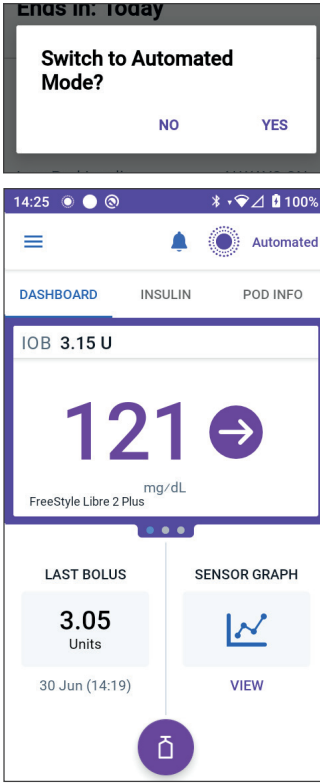 Ends in: Today
Switch to Automated
Mode?
NO YES
14:25 100%
Automated
DASHBOARD INSULIN POD INFO
IOB 3.15 U
121
mg/dL
FreeStyle Libre 2 Plus
LAST BOLUS SENSOR GRAPH
3.05
Units
30 Jun (14:19) VIEW